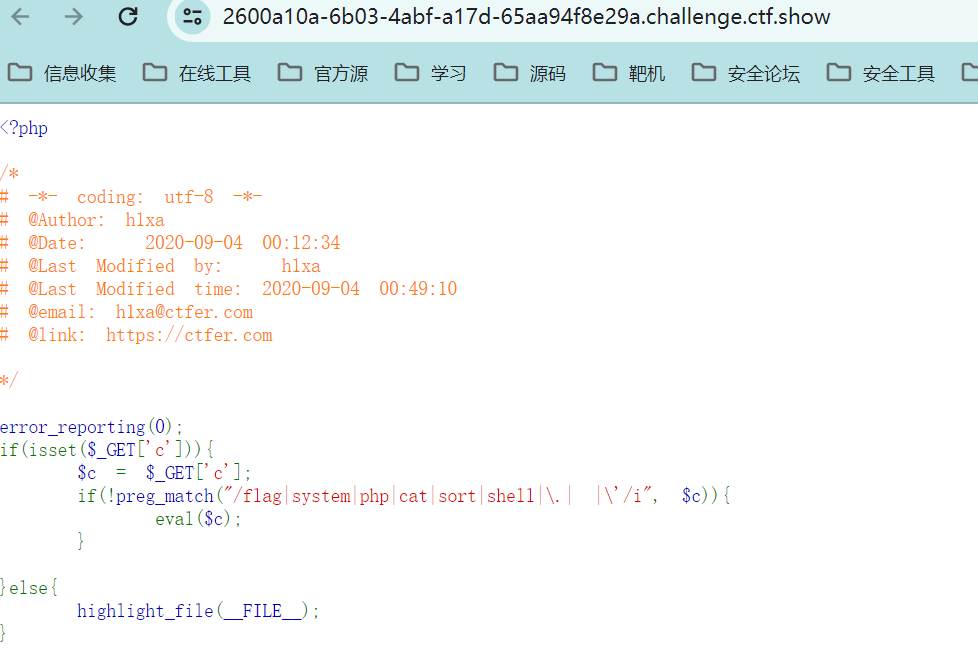 2600a10a-6b03-4abf-a17d-65aa94f8e29a.challenge.ctf.show
信息收集 在线工具 官方源 学习 源码 靶机 安全论坛 安全工具
<?php
/*
# -*- coding: utf-8 -*-
# @Author: hlxa
# @Date:   2020-09-04 00:12:34
# @Last Modified by:   hlxa
# @Last Modified time: 2020-09-04 00:49:10
# @email: hlxa@ctfer.com
# @link: https://ctfer.com
*/
error_reporting(0);
if(isset($_GET['c'])){
    $c = $_GET['c'];
    if(!preg_match("/flag|system|php|cat|sort|shell|\.| |\'/i", $c)){
        eval($c);
    }
}else{
    highlight_file(__FILE__);
}